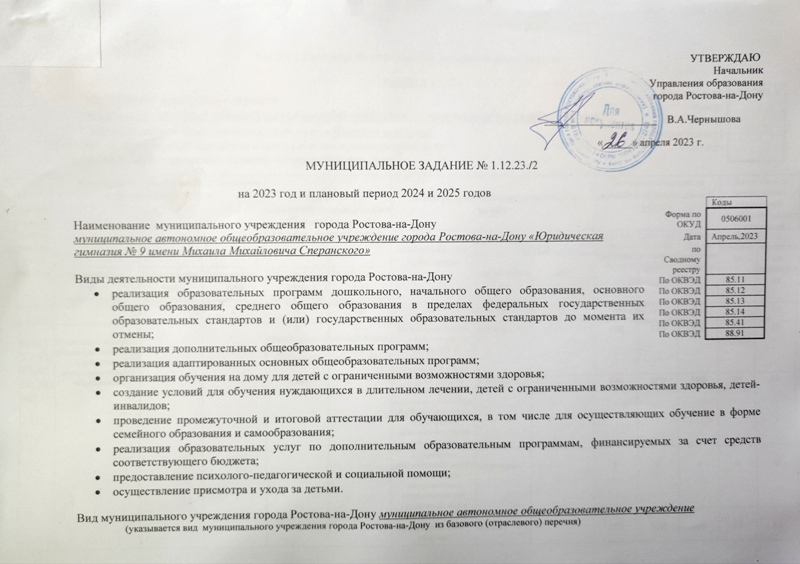 УТВЕРЖДАЮ
Начальник
Управления образования
города Ростова-на-Дону
Для
В.А.Чернышова
« 26 » апреля 2023 г.
МУНИЦИПАЛЬНОЕ ЗАДАНИЕ № 1.12.23./2
на 2023 год и плановый период 2024 и 2025 годов
Коды
Форма по ОКУД 0506001
Дата Апрель,2023
по Сводному реестру
По ОКВЭД 85.11
По ОКВЭД 85.12
По ОКВЭД 85.13
По ОКВЭД 85.14
По ОКВЭД 85.41
По ОКВЭД 88.91
Наименование муниципального учреждения города Ростова-на-Дону
муниципальное автономное общеобразовательное учреждение города Ростова-на-Дону «Юридическая
гимназия № 9 имени Михаила Михайловича Сперанского»
Виды деятельности муниципального учреждения города Ростова-на-Дону
• реализация образовательных программ дошкольного, начального общего образования, основного
общего образования, среднего общего образования в пределах федеральных государственных
образовательных стандартов и (или) государственных образовательных стандартов до момента их
отмены;
• реализация дополнительных общеобразовательных программ;
• реализация адаптированных основных общеобразовательных программ;
• организация обучения на дому для детей с ограниченными возможностями здоровья;
• создание условий для обучения нуждающихся в длительном лечении, детей с ограниченными возможностями здоровья, детей-
инвалидов;
• проведение промежуточной и итоговой аттестации для обучающихся, в том числе для осуществляющих обучение в форме
семейного образования и самообразования;
• реализация образовательных услуг по дополнительным образовательным программам, финансируемых за счет средств
соответствующего бюджета;
• предоставление психолого-педагогической и социальной помощи;
• осуществление присмотра и ухода за детьми.
Вид муниципального учреждения города Ростова-на-Дону муниципальное автономное общеобразовательное учреждение
(указывается вид муниципального учреждения города Ростова-на-Дону из базового (отраслевого) перечня)